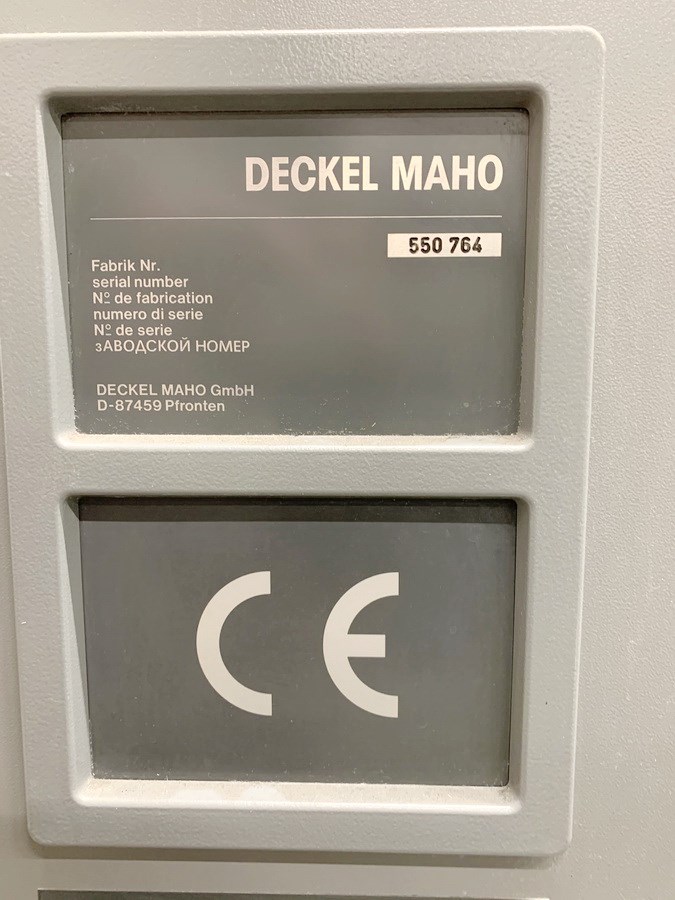 DECKEL MAHO
550 764
Fabrik Nr.
serial number
Nº de fabrication
numero di serie
Nº de serie
зАВОДСКОЙ НОМЕР
DECKEL MAHO GmbH
D-87459 Pfronten
CE